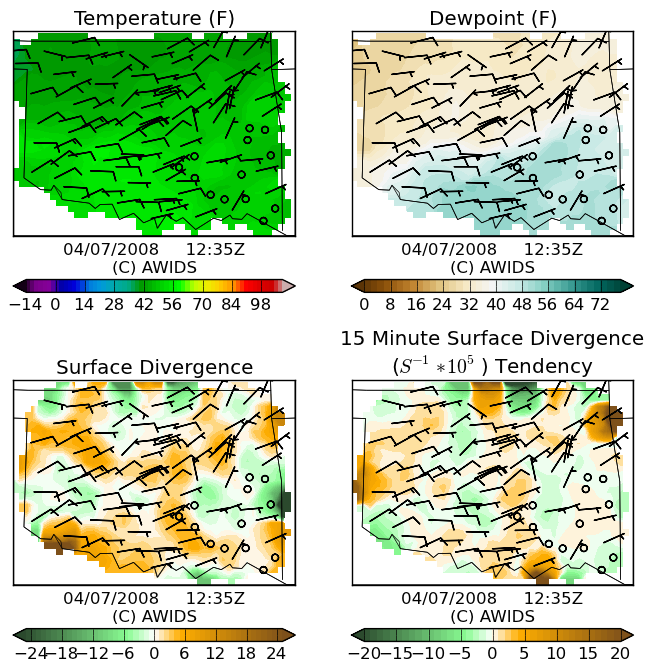 Temperature (F)
Dewpoint (F)
04/07/2008 12:35Z
(C) AWIDS
04/07/2008 12:35Z
(C) AWIDS
−14 0 14 28 42 56 70 84 98
0 8 16 24 32 40 48 56 64 72
Surface Divergence
15 Minute Surface Divergence
(S⁻¹ *10⁵ ) Tendency
04/07/2008 12:35Z
(C) AWIDS
04/07/2008 12:35Z
(C) AWIDS
−24 −18 −12 −6 0 6 12 18 24
−20 −15 −10 −5 0 5 10 15 20